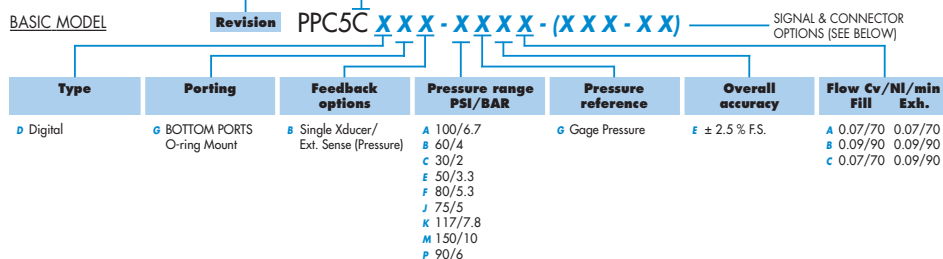 BASIC MODEL
Revision
PPC5C X X X - X X X X - (X X X - X X)
SIGNAL & CONNECTOR
OPTIONS (SEE BELOW)
Type
D Digital
Porting
G BOTTOM PORTS
O-ring Mount
Feedback
options
B Single Xducer/
Ext. Sense (Pressure)
Pressure range
PSI/BAR
A 100/6.7
B 60/4
C 30/2
E 50/3.3
F 80/5.3
J 75/5
K 117/7.8
M 150/10
P 90/6
Pressure
reference
G Gage Pressure
Overall
accuracy
E ± 2.5 % F.S.
Flow Cv/Nl/min
Fill Exh.
A 0.07/70 0.07/70
B 0.09/90 0.09/90
C 0.07/70 0.09/90